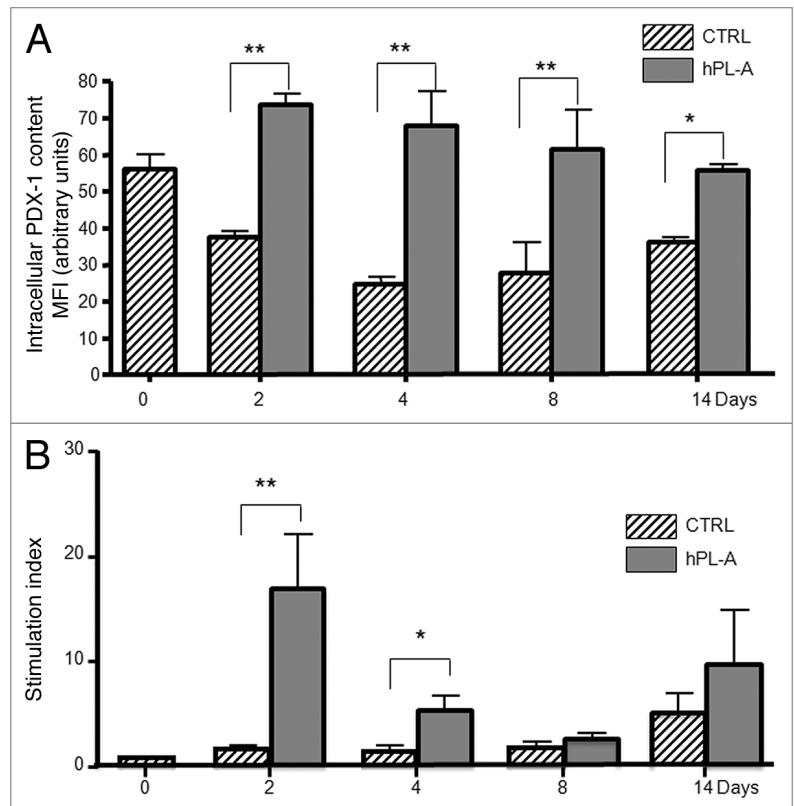 A
CTRL
hPL-A
Intracellular PDX-1 content
MFI (arbitrary units)
80
70
60
50
40
30
20
10
0
** ** ** *
0 2 4 8 14 Days
B
CTRL
hPL-A
Stimulation index
30
20
10
0
** *
0 2 4 8 14 Days